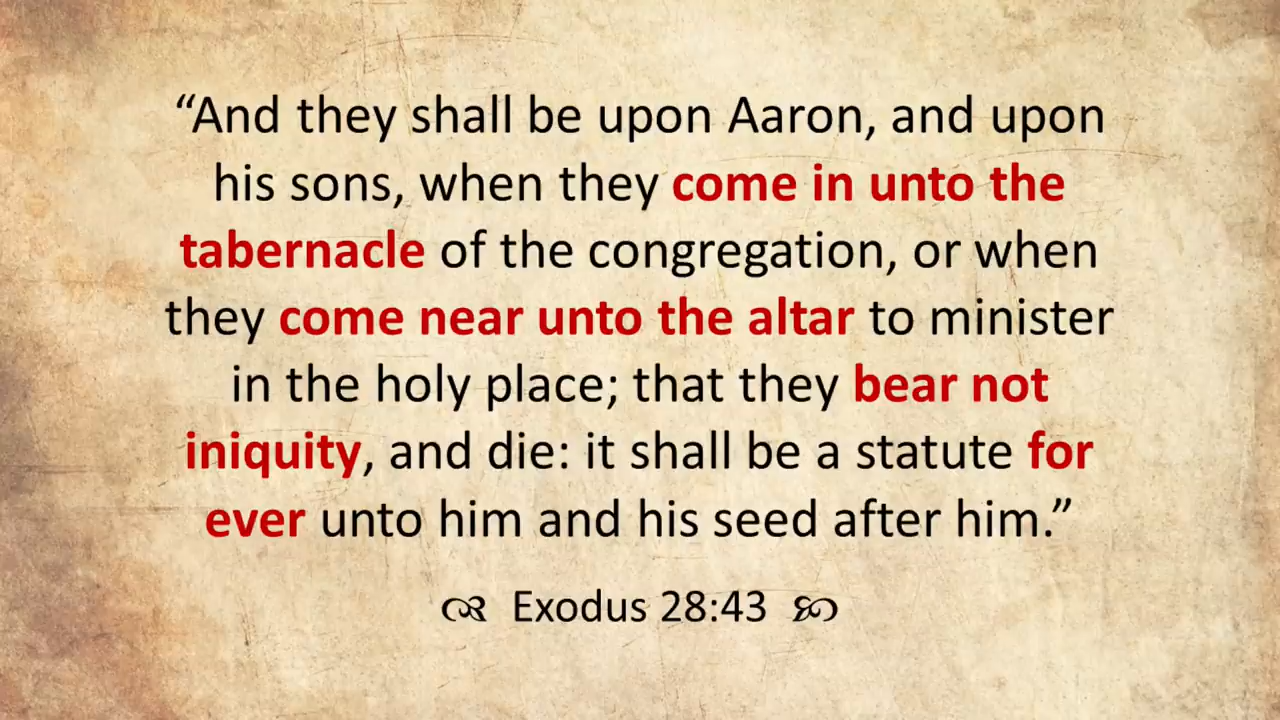 “And they shall be upon Aaron, and upon
his sons, when they come in unto the
tabernacle of the congregation, or when
they come near unto the altar to minister
in the holy place; that they bear not
iniquity, and die: it shall be a statute for
ever unto him and his seed after him.”
Exodus 28:43